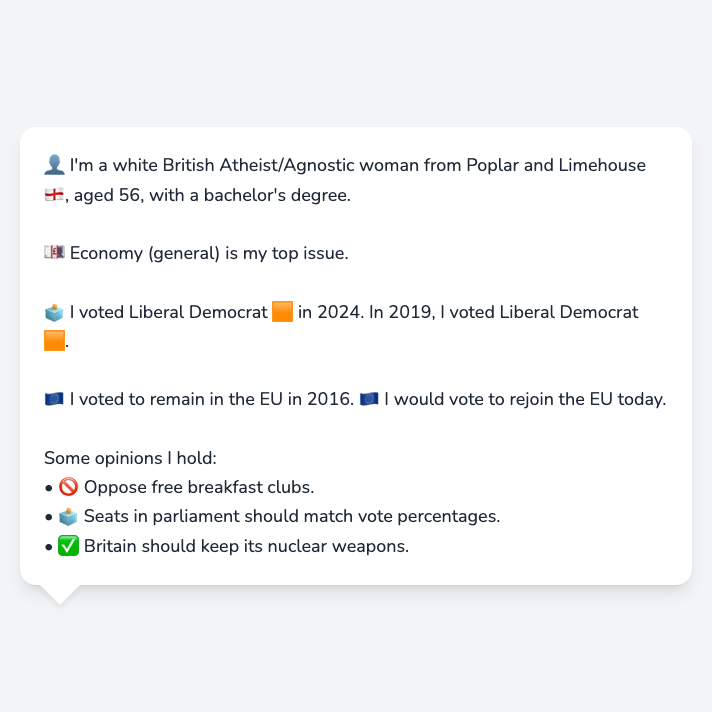 👤 I'm a white British Atheist/Agnostic woman from Poplar and Limehouse
🏴󠁧󠁢󠁥󠁮󠁧󠁿, aged 56, with a bachelor's degree.
💷 Economy (general) is my top issue.
🗳️ I voted Liberal Democrat 🟧 in 2024. In 2019, I voted Liberal Democrat
🟧.
🇪🇺 I voted to remain in the EU in 2016. 🇪🇺 I would vote to rejoin the EU today.
Some opinions I hold:
• 🚫 Oppose free breakfast clubs.
• 🗳️ Seats in parliament should match vote percentages.
• ✅ Britain should keep its nuclear weapons.